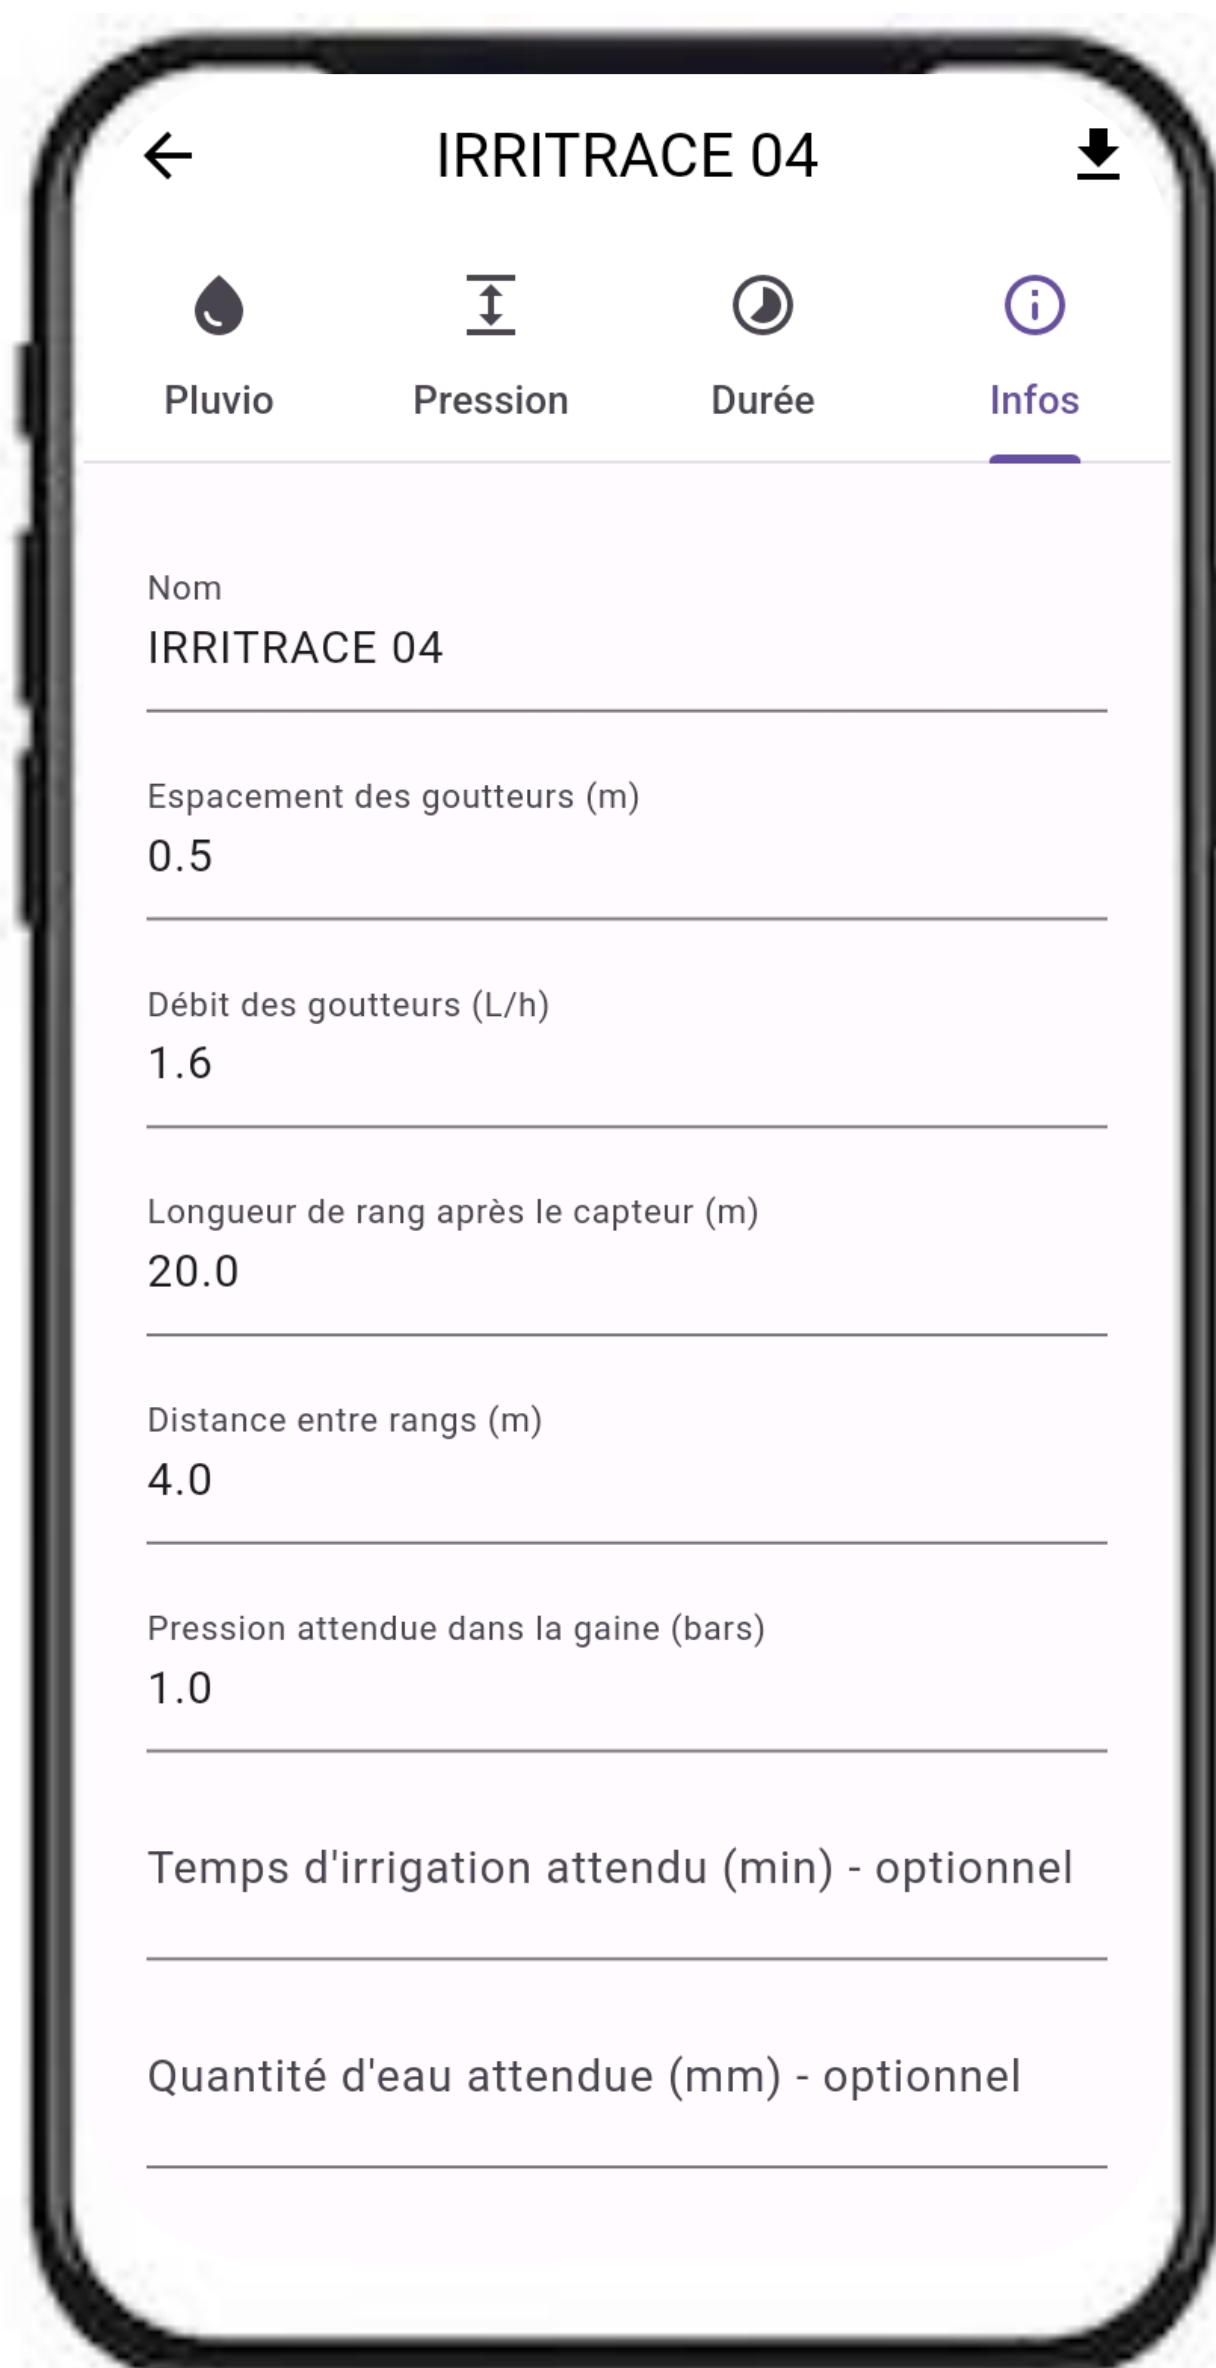 IRRITRACE 04
Pluvio Pression Durée Infos
Nom
IRRITRACE 04
Espacement des goutteurs (m)
0.5
Débit des goutteurs (L/h)
1.6
Longueur de rang après le capteur (m)
20.0
Distance entre rangs (m)
4.0
Pression attendue dans la gaine (bars)
1.0
Temps d'irrigation attendu (min) - optionnel
Quantité d'eau attendue (mm) - optionnel